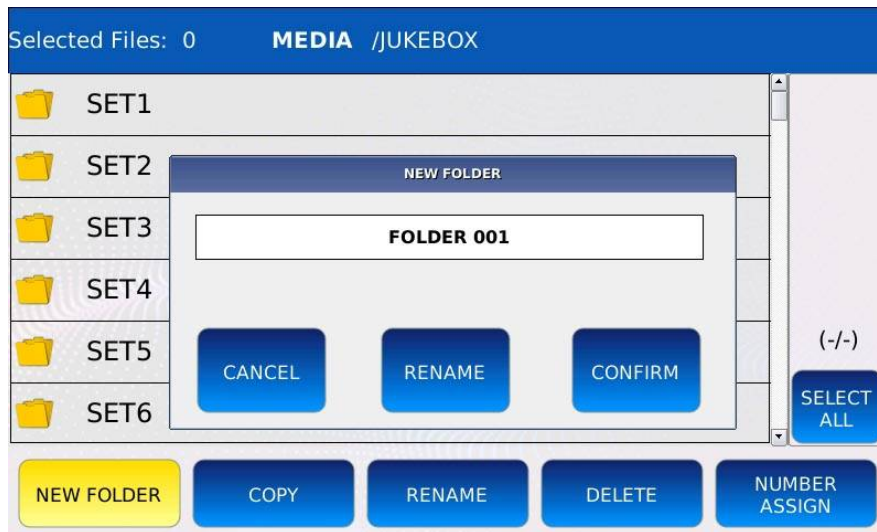 Selected Files: 0 MEDIA /JUKEBOX
SET1
SET2
SET3
SET4
SET5
SET6
NEW FOLDER
FOLDER 001
CANCEL RENAME CONFIRM
(-/-)
SELECT
ALL
NEW FOLDER COPY RENAME DELETE NUMBER
ASSIGN